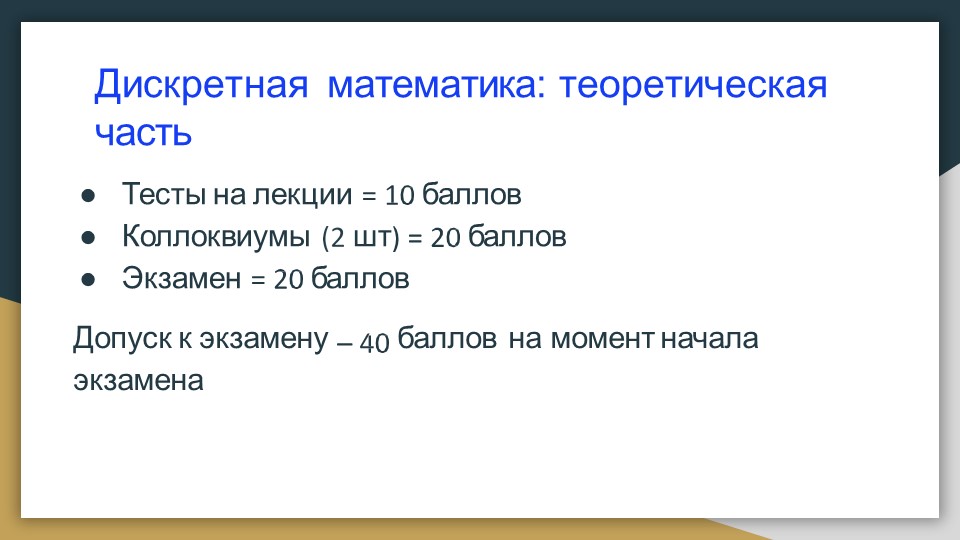 Дискретная математика: теоретическая
часть
● Тесты на лекции = 10 баллов
● Коллоквиумы (2 шт) = 20 баллов
● Экзамен = 20 баллов
Допуск к экзамену – 40 баллов на момент начала
экзамена